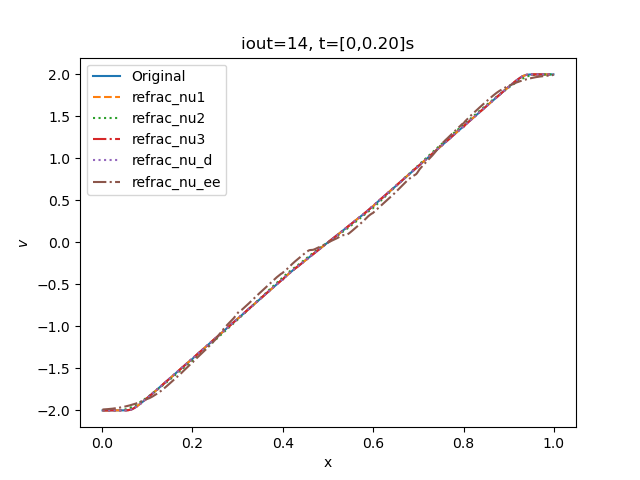 iout=14, t=[0,0.20]s
Original
refrac_nu1
refrac_nu2
refrac_nu3
refrac_nu_d
refrac_nu_ee
2.0
1.5
1.0
0.5
0.0
−0.5
−1.0
−1.5
−2.0
v
0.0 0.2 0.4 0.6 0.8 1.0
x